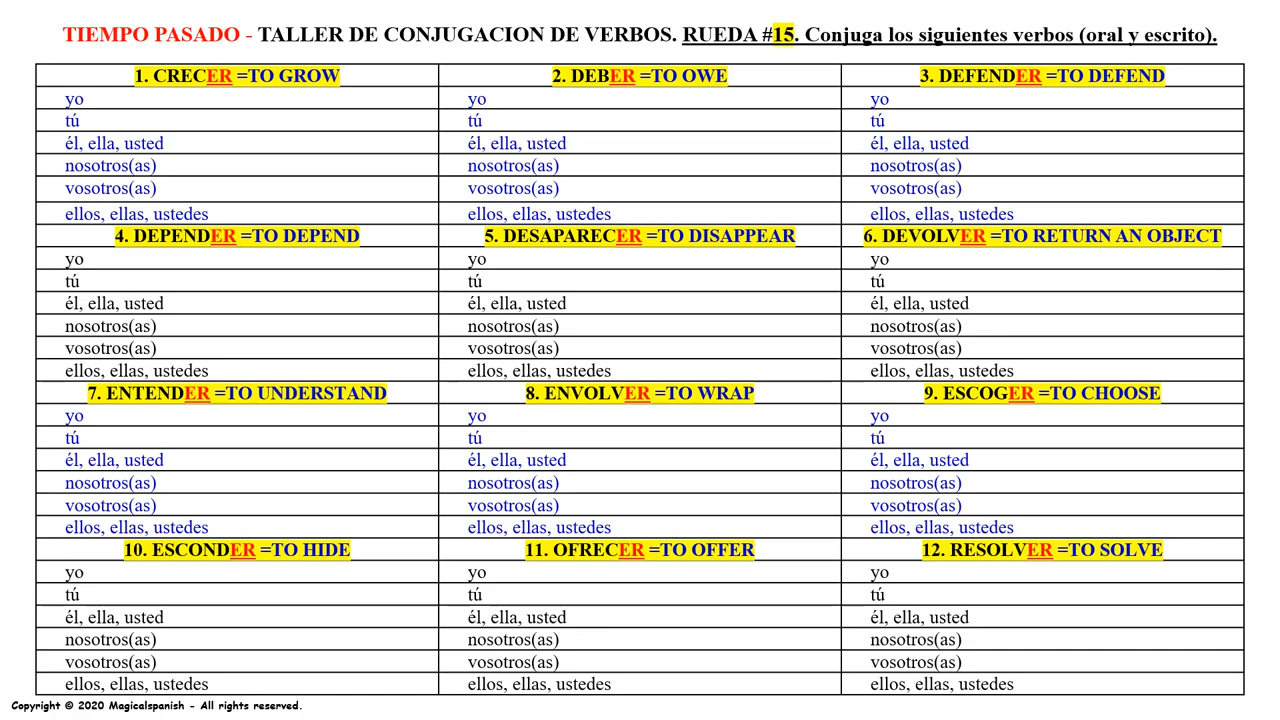 TIEMPO PASADO - TALLER DE CONJUGACION DE VERBOS. RUEDA #15. Conjuga los siguientes verbos (oral y escrito).
1. CRECER =TO GROW 2. DEBER =TO OWE 3. DEFENDER =TO DEFEND
yo yo yo
tú tú tú
él, ella, usted él, ella, usted él, ella, usted
nosotros(as) nosotros(as) nosotros(as)
vosotros(as) vosotros(as) vosotros(as)
ellos, ellas, ustedes ellos, ellas, ustedes ellos, ellas, ustedes
4. DEPENDER =TO DEPEND 5. DESAPARECER =TO DISAPPEAR 6. DEVOLVER =TO RETURN AN OBJECT
yo yo yo
tú tú tú
él, ella, usted él, ella, usted él, ella, usted
nosotros(as) nosotros(as) nosotros(as)
vosotros(as) vosotros(as) vosotros(as)
ellos, ellas, ustedes ellos, ellas, ustedes ellos, ellas, ustedes
7. ENTENDER =TO UNDERSTAND 8. ENVOLVER =TO WRAP 9. ESCOGER =TO CHOOSE
yo yo yo
tú tú tú
él, ella, usted él, ella, usted él, ella, usted
nosotros(as) nosotros(as) nosotros(as)
vosotros(as) vosotros(as) vosotros(as)
ellos, ellas, ustedes ellos, ellas, ustedes ellos, ellas, ustedes
10. ESCONDER =TO HIDE 11. OFRECER =TO OFFER 12. RESOLVER =TO SOLVE
yo yo yo
tú tú tú
él, ella, usted él, ella, usted él, ella, usted
nosotros(as) nosotros(as) nosotros(as)
vosotros(as) vosotros(as) vosotros(as)
ellos, ellas, ustedes ellos, ellas, ustedes ellos, ellas, ustedes
Copyright © 2020 Magicalspanish - All rights reserved.